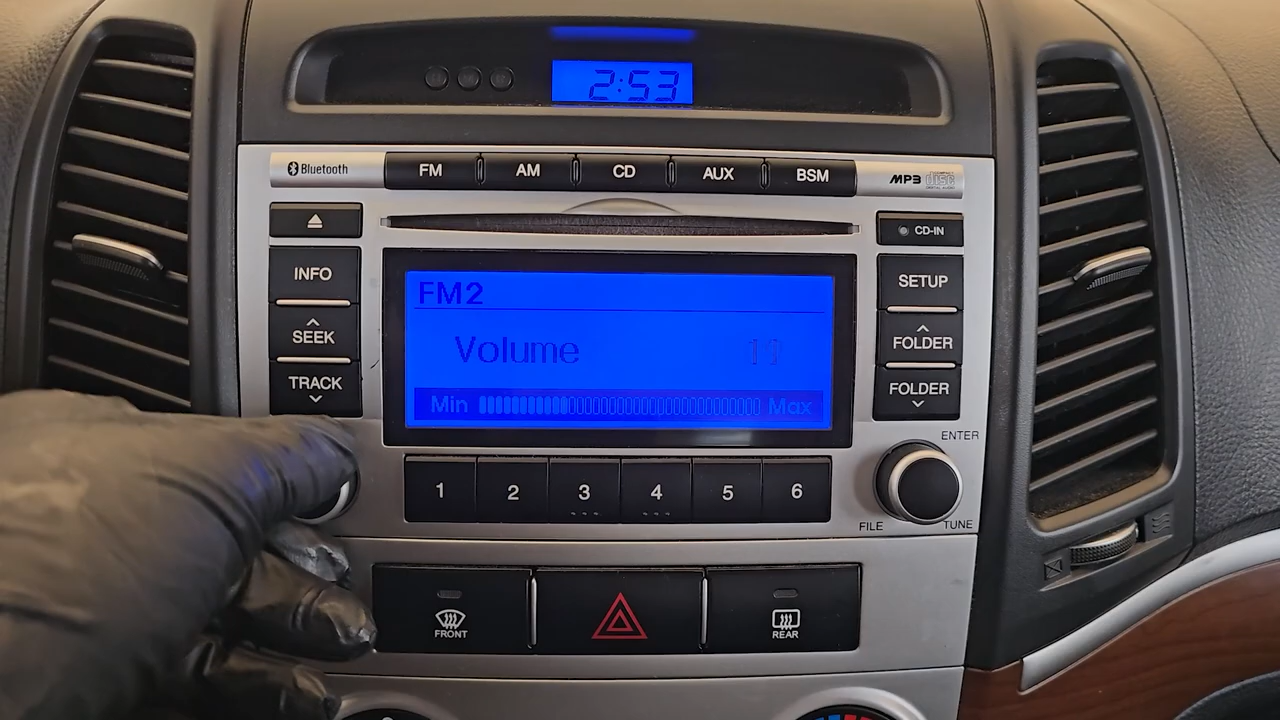 2:53
Bluetooth
FM AM CD AUX BSM
MP3 disc
CD-IN
INFO
SETUP
SEEK
FOLDER
TRACK
FOLDER
FM2
Volume
Min Max
ENTER
1 2 3 4 5 6
FILE TUNE
FRONT
REAR